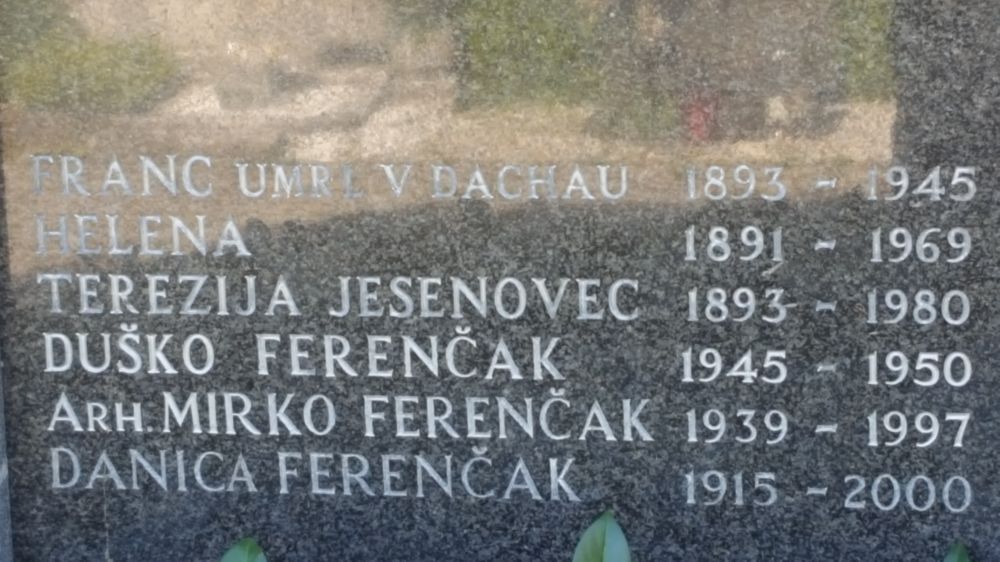 FRANC UMRL V DACHAU 1893 - 1945
HELENA 1891 - 1969
TEREZIJA JESENOVEC 1893 - 1980
DUŠKO FERENČAK 1945 - 1950
ARH. MIRKO FERENČAK 1939 - 1997
DANICA FERENČAK 1915 - 2000